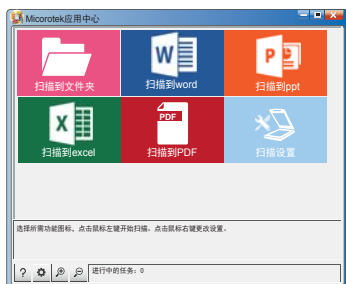 Micorotek应用中心
扫描到文件夹
W
扫描到word
P
扫描到ppt
X
扫描到excel
PDF
扫描到PDF
扫描设置
选择所需功能图标，点击鼠标左键开始扫描，点击鼠标右键更改设置。
?
进行中的任务：0